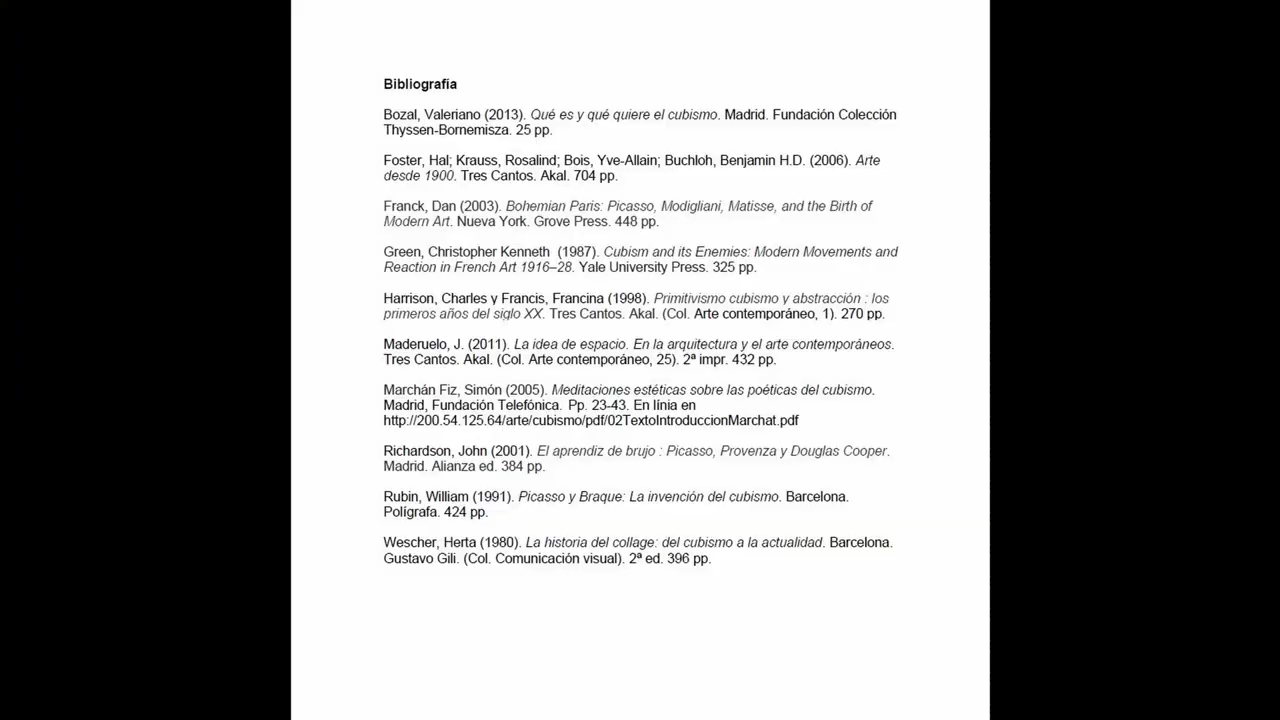 Bibliografía
Bozal, Valeriano (2013). Qué es y qué quiere el cubismo. Madrid. Fundación Colección
Thyssen-Bornemisza. 25 pp.
Foster, Hal; Krauss, Rosalind; Bois, Yve-Allain; Buchloh, Benjamin H.D. (2006). Arte
desde 1900. Tres Cantos. Akal. 704 pp.
Franck, Dan (2003). Bohemian Paris: Picasso, Modigliani, Matisse, and the Birth of
Modern Art. Nueva York. Grove Press. 448 pp.
Green, Christopher Kenneth (1987). Cubism and its Enemies: Modern Movements and
Reaction in French Art 1916–28. Yale University Press. 325 pp.
Harrison, Charles y Francis, Francina (1998). Primitivismo cubismo y abstracción : los
primeros años del siglo XX. Tres Cantos. Akal. (Col. Arte contemporáneo, 1). 270 pp.
Maderuelo, J. (2011). La idea de espacio. En la arquitectura y el arte contemporáneos.
Tres Cantos. Akal. (Col. Arte contemporáneo, 25). 2ª impr. 432 pp.
Marchán Fiz, Simón (2005). Meditaciones estéticas sobre las poéticas del cubismo.
Madrid, Fundación Telefónica. Pp. 23-43. En línia en
http://200.54.125.64/arte/cubismo/pdf/02TextoIntroduccionMarchat.pdf
Richardson, John (2001). El aprendiz de brujo : Picasso, Provenza y Douglas Cooper.
Madrid. Alianza ed. 384 pp.
Rubin, William (1991). Picasso y Braque: La invención del cubismo. Barcelona.
Polígrafa. 424 pp.
Wescher, Herta (1980). La historia del collage: del cubismo a la actualidad. Barcelona.
Gustavo Gili. (Col. Comunicación visual). 2ª ed. 396 pp.